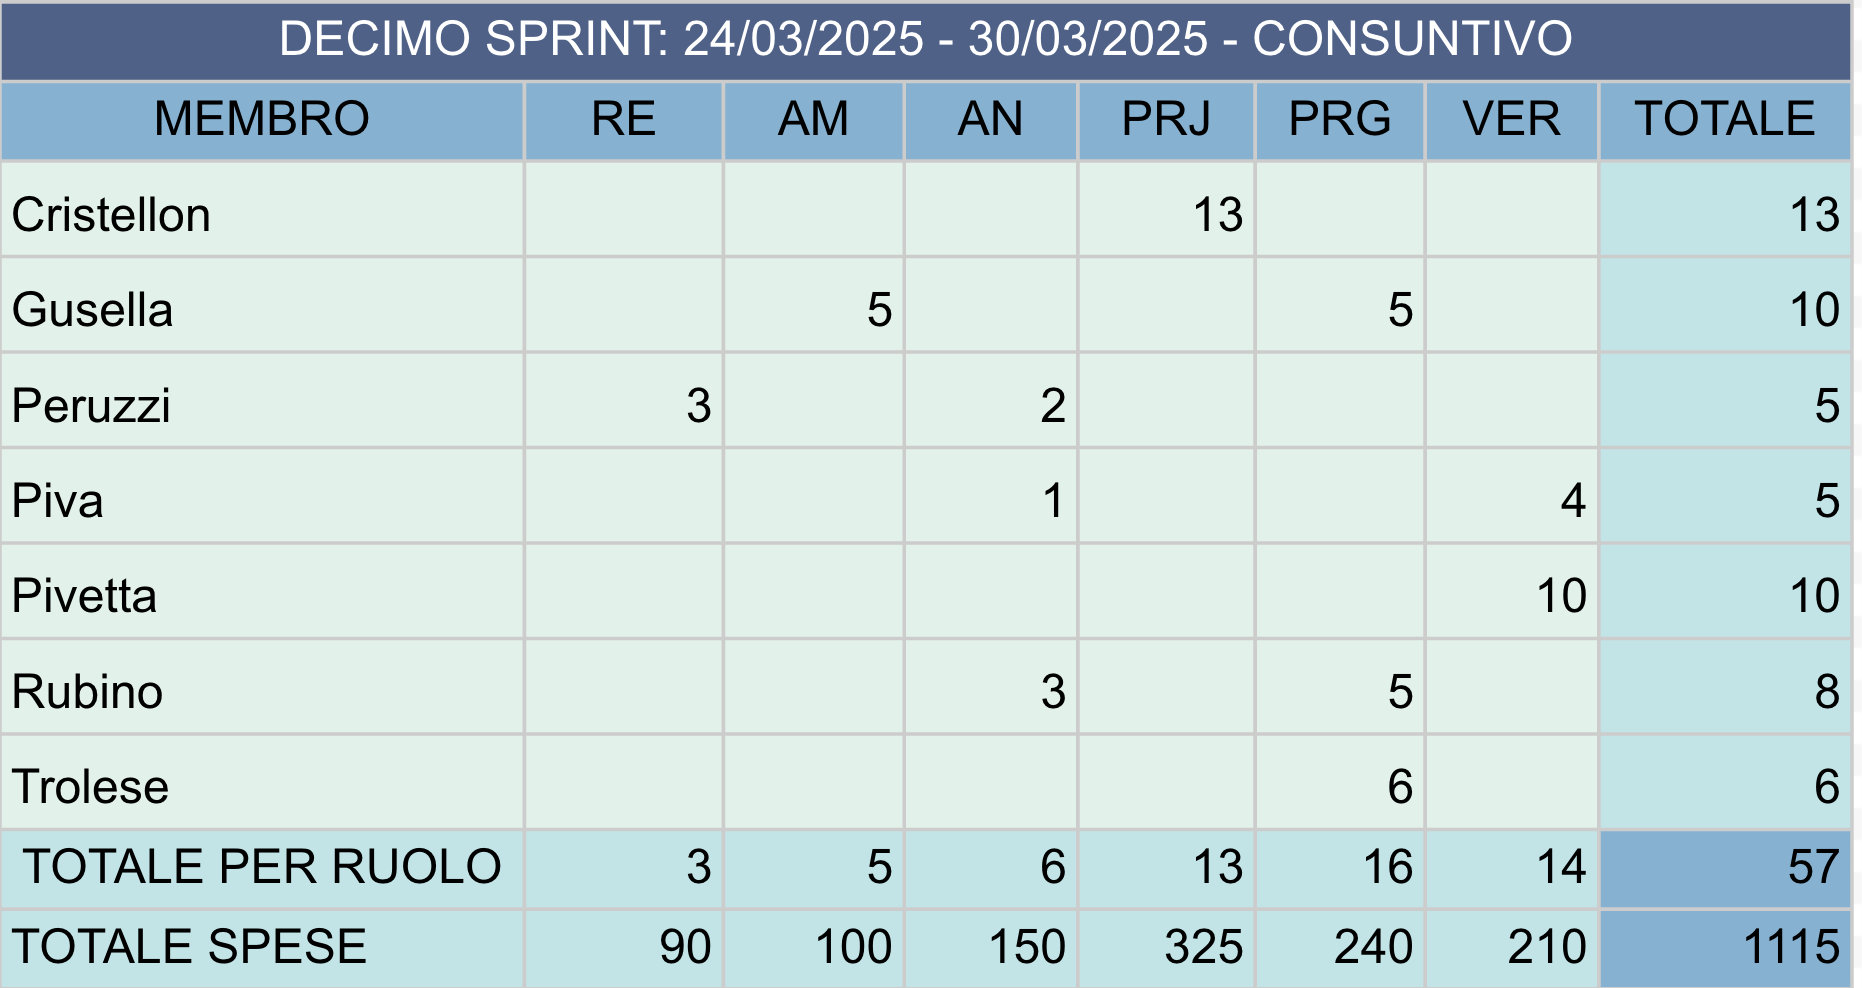 DECIMO SPRINT: 24/03/2025 - 30/03/2025 - CONSUNTIVO
MEMBRO RE AM AN PRJ PRG VER TOTALE
Cristellon 13 13
Gusella 5 5 10
Peruzzi 3 2 5
Piva 1 4 5
Pivetta 10 10
Rubino 3 5 8
Trolese 6 6
TOTALE PER RUOLO 3 5 6 13 16 14 57
TOTALE SPESE 90 100 150 325 240 210 1115